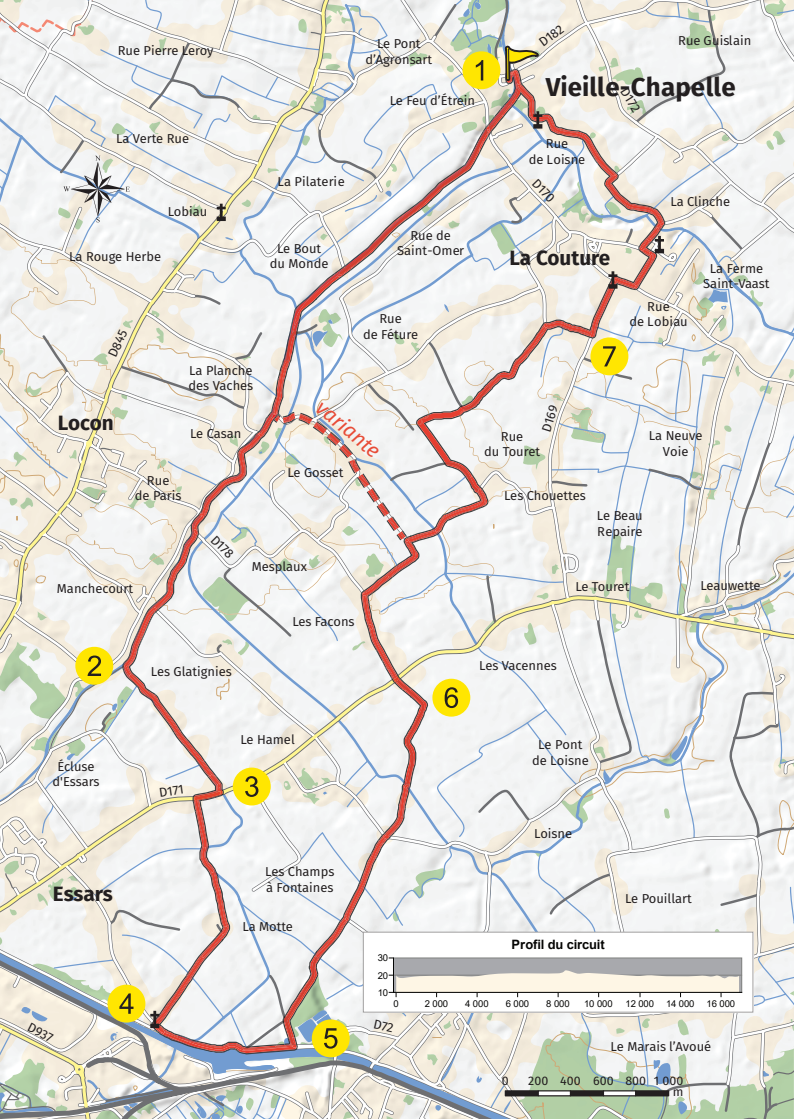 D182
Rue Guislain
Rue Pierre Leroy
Le Pont
d'Agronsart
1
Vieille-Chapelle
172
Le Feu d'Étrein
La Verte Rue
Rue
de Loisne
N
W
E
S
La Pilaterie
D170
La Clinche
Lobiau
Le Bout
du Monde
Rue de
Saint-Omer
La Couture
La Rouge Herbe
La Ferme
Saint-Vaast
Rue
de Féture
Rue
de Lobiau
D845
7
La Planche
des Vaches
variante
D169
Locon
Le Casan
Rue
du Touret
La Neuve
Voie
Le Gosset
Rue
de Paris
Les Chouettes
Le Beau
Repaire
D178
Mesplaux
Manchecourt
Le Touret
Leauwette
Les Facons
2
Les Glatignies
Les Vacennes
6
Le Hamel
Le Pont
de Loisne
Écluse
d'Essars
D171
3
Loisne
Les Champs
à Fontaines
Essars
Le Pouillart
La Motte
Profil du circuit
30
20
10
0
2 000
4 000
6 000
8 000
10 000
12 000
14 000
16 000
4
D937
5
D72
Le Marais l'Avoué
0
200
400
600
800
1 000
m